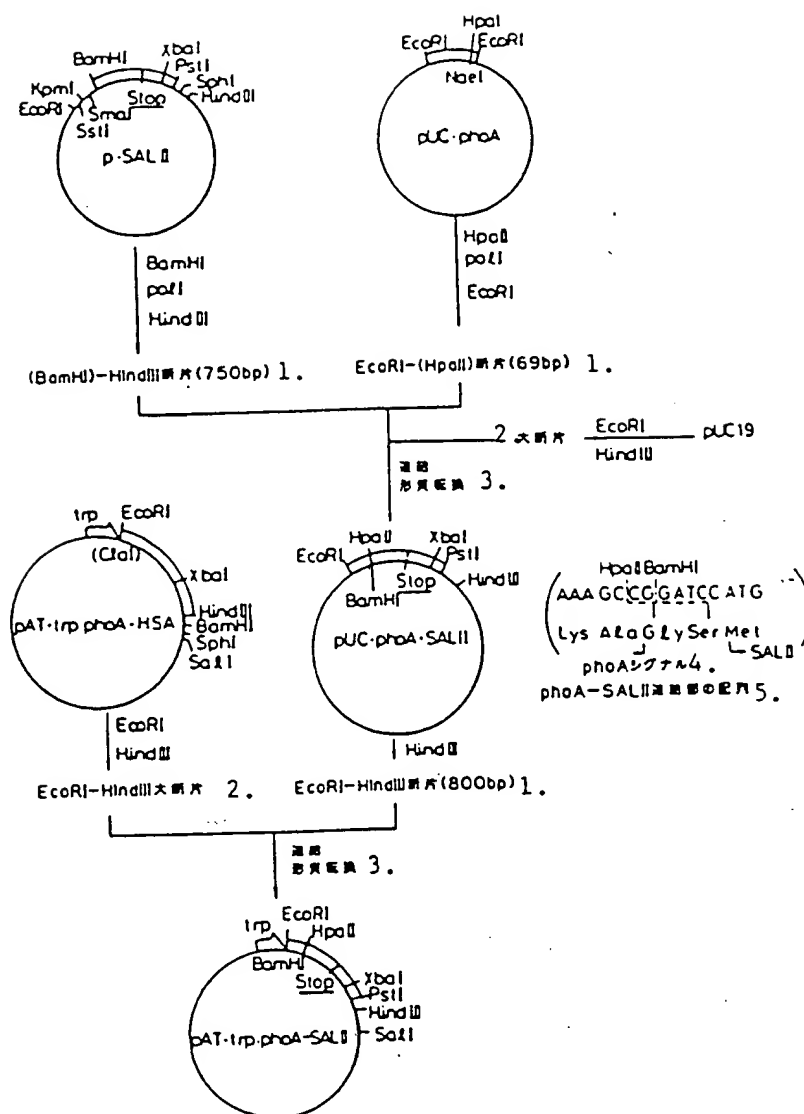 BamHI
XbaI
PstI
SphI
HindIII
KpnI
EcoRI
SmaI
SstI
Stop
p·SALII
HpaI
EcoRI
EcoRI
NaeI
pUC·phoA
BamHI
polI
HindIII
HpaII
polI
EcoRI
(BamHI)-HindIII断片(750bp) 1.
EcoRI-(HpaII)断片(69bp) 1.
2 大断片
EcoRI
HindIII
pUC19
連結
形質転換 3.
trp
EcoRI
(ClaI)
XbaI
HindIII
BamHI
SphI
SalI
pAT·trp phoA-HSA
HpaII
XbaI
EcoRI
PstI
Stop
HindIII
BamHI
pUC·phoA·SALII
HpaII BamHI
AAA GCC CG GATCC ATG
Lys Ala Gly Ser Met
SALII
phoAシグナル 4.
phoA-SALII連結部の配列 5.
EcoRI
HindIII
HindIII
EcoRI-HindIII大断片 2.
EcoRI-HindIII断片(800bp) 1.
連結
形質転換 3.
trp
EcoRI
HpaII
BamHI
Stop
XbaI
PstI
HindIII
SalI
pAT·trp·phoA-SALII